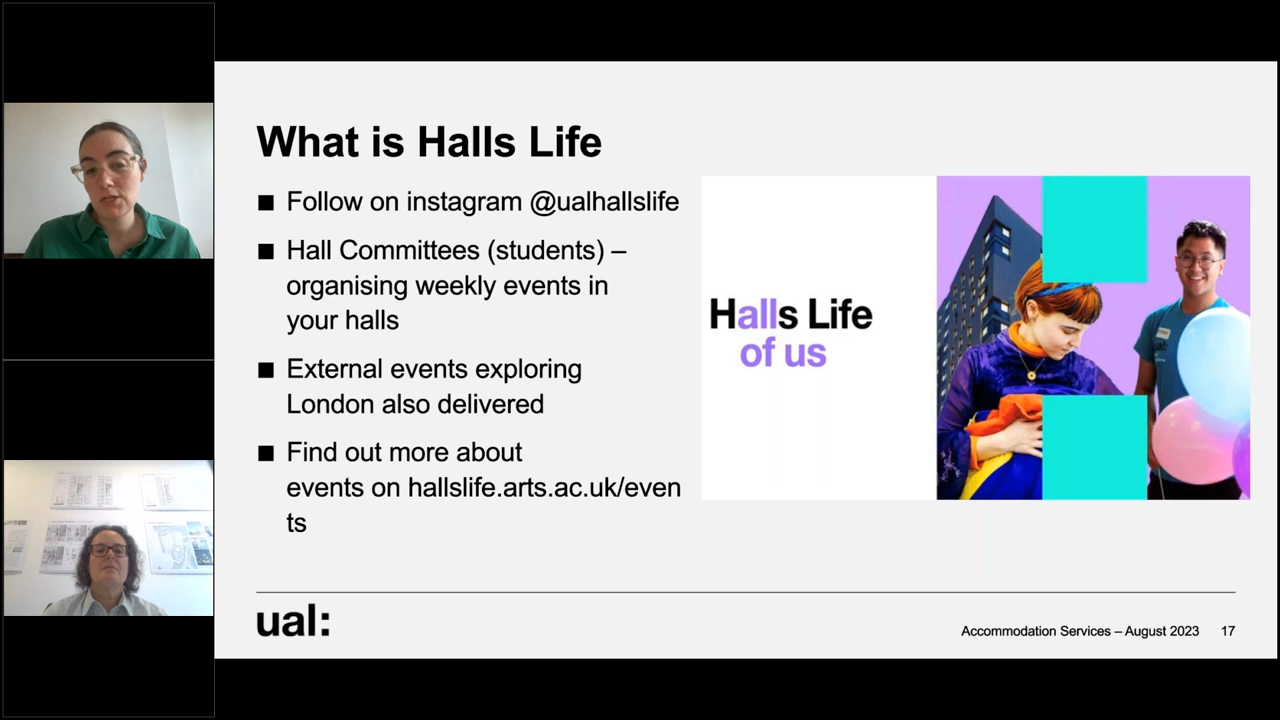 What is Halls Life
Follow on instagram @ualhallslife
Hall Committees (students) –
organising weekly events in
your halls
External events exploring
London also delivered
Find out more about
events on hallslife.arts.ac.uk/even
ts
Halls Life
of us
ual:
Accommodation Services – August 2023 17